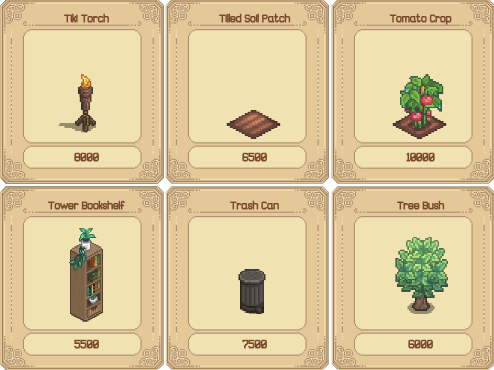 Tiki Torch
Tilled Soil Patch
Tomato Crop
8000
6500
10000
Tower Bookshelf
Trash Can
Tree Bush
5500
7500
6000